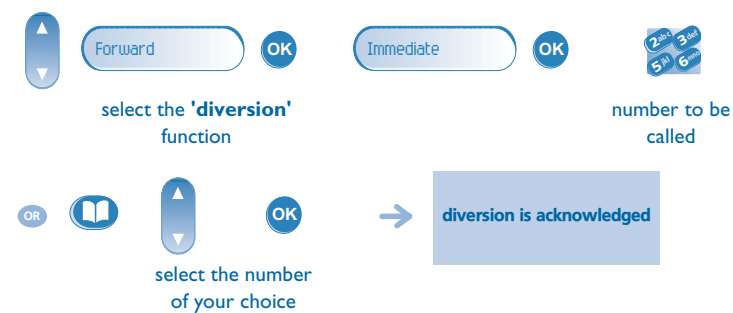 Forward
OK
Immediate
OK
2abc 3def
5jkl 6mno
select the 'diversion'
function
number to be
called
OR
OK
diversion is acknowledged
select the number
of your choice